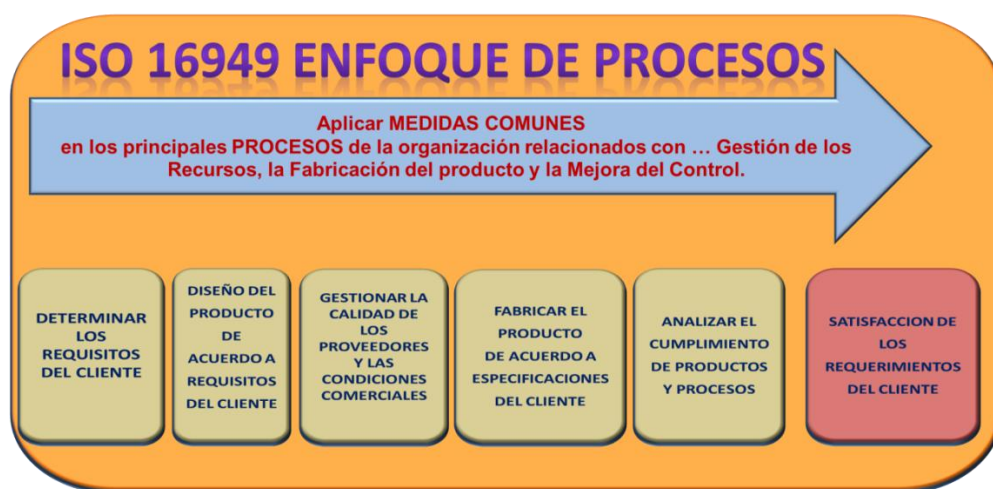 ISO 16949 ENFOQUE DE PROCESOS
Aplicar MEDIDAS COMUNES
en los principales PROCESOS de la organización relacionados con ... Gestión de los
Recursos, la Fabricación del producto y la Mejora del Control.
DETERMINAR
LOS
REQUISITOS
DEL CLIENTE
DISEÑO DEL
PRODUCTO
DE
ACUERDO A
REQUISITOS
DEL CLIENTE
GESTIONAR LA
CALIDAD DE
LOS
PROVEEDORES
Y LAS
CONDICIONES
COMERCIALES
FABRICAR EL
PRODUCTO
DE ACUERDO A
ESPECIFICACIONES
DEL CLIENTE
ANALIZAR EL
CUMPLIMIENTO
DE PRODUCTOS
Y PROCESOS
SATISFACCION DE
LOS
REQUERIMIENTOS
DEL CLIENTE